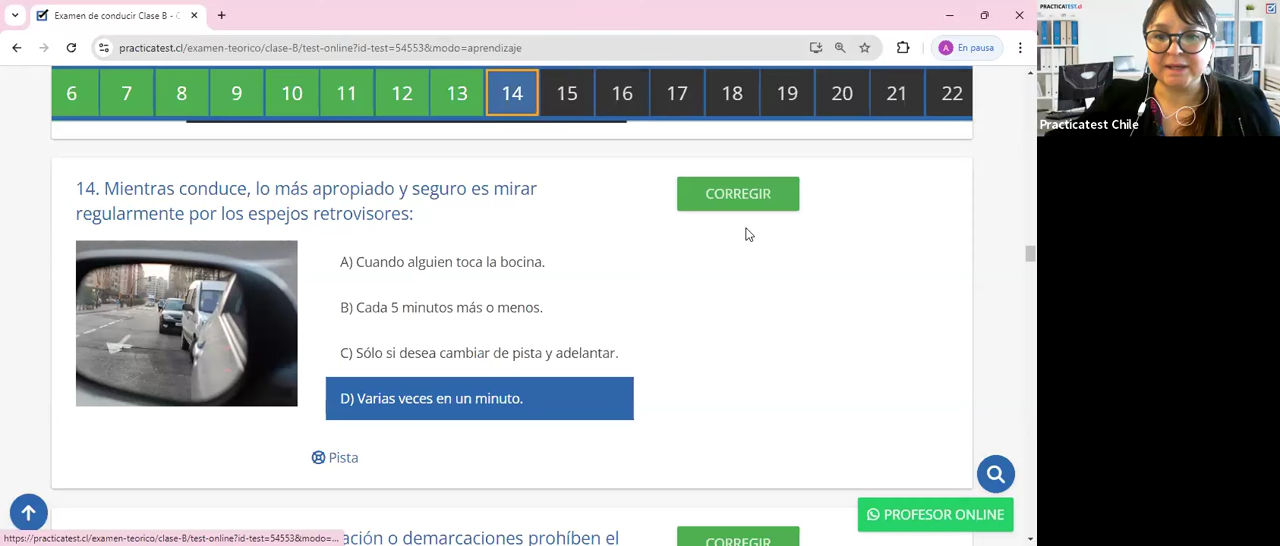 Examen de conducir Clase B - C
practicatest.cl/examen-teorico/clase-B/test-online?id-test=54553&modo=aprendizaje
A En pausa
PRACTICATEST.cl
Practicatest Chile
6 7 8 9 10 11 12 13 14 15 16 17 18 19 20 21 22
14. Mientras conduce, lo más apropiado y seguro es mirar
regularmente por los espejos retrovisores:
CORREGIR
A) Cuando alguien toca la bocina.
B) Cada 5 minutos más o menos.
C) Sólo si desea cambiar de pista y adelantar.
D) Varias veces en un minuto.
Pista
PROFESOR ONLINE
https://practicatest.cl/examen-teorico/clase-B/test-online?id-test=54553&modo=...
ación o demarcaciones prohíben el
CORREGIR